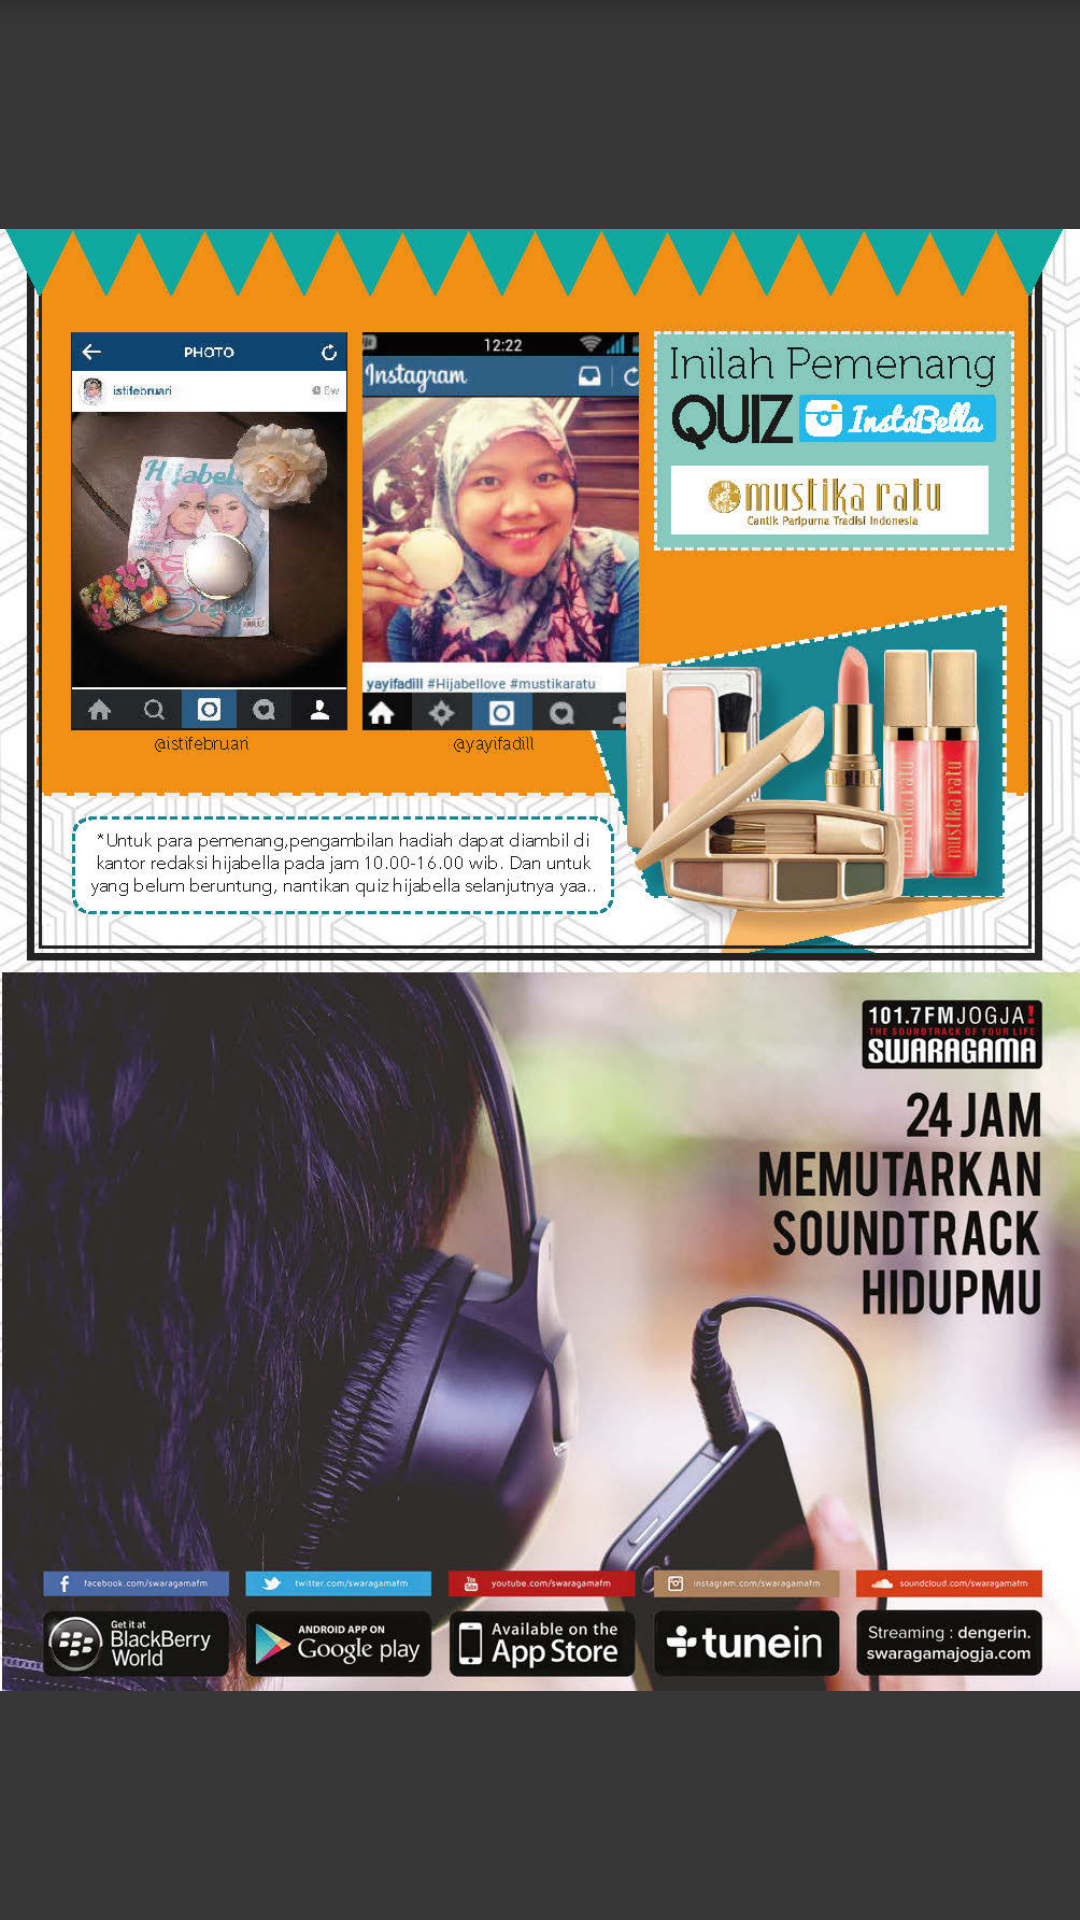 PHOTO
istifebruari
Hijabel
Sister
@istifebruari
12:22
Instagram
yayifadill #Hijabellove #mustikaratu
@yayifadill
Inilah Pemenang
QUIZ InstaBella
mustika ratu
Cantik Paripurna Tradisi Indonesia
mustika ratu
mustika ratu
*Untuk para pemenang,pengambilan hadiah dapat diambil di
kantor redaksi hijabella pada jam 10.00-16.00 wib. Dan untuk
yang belum beruntung, nantikan quiz hijabella selanjutnya yaa..
101.7FMJOGJA!
THE SOUNDTRACK OF YOUR LIFE
SWARAGAMA
24 JAM
MEMUTARKAN
SOUNDTRACK
HIDUPMU
facebook.com/swaragamafm
twitter.com/swaragamafm
You Tube
youtube.com/swaragamafm
instagram.com/swaragamafm
soundcloud.com/swaragamafm
Get it at
BlackBerry
World
ANDROID APP ON
Google play
Available on the
App Store
tunein
Streaming : dengerin.
swaragamajogja.com